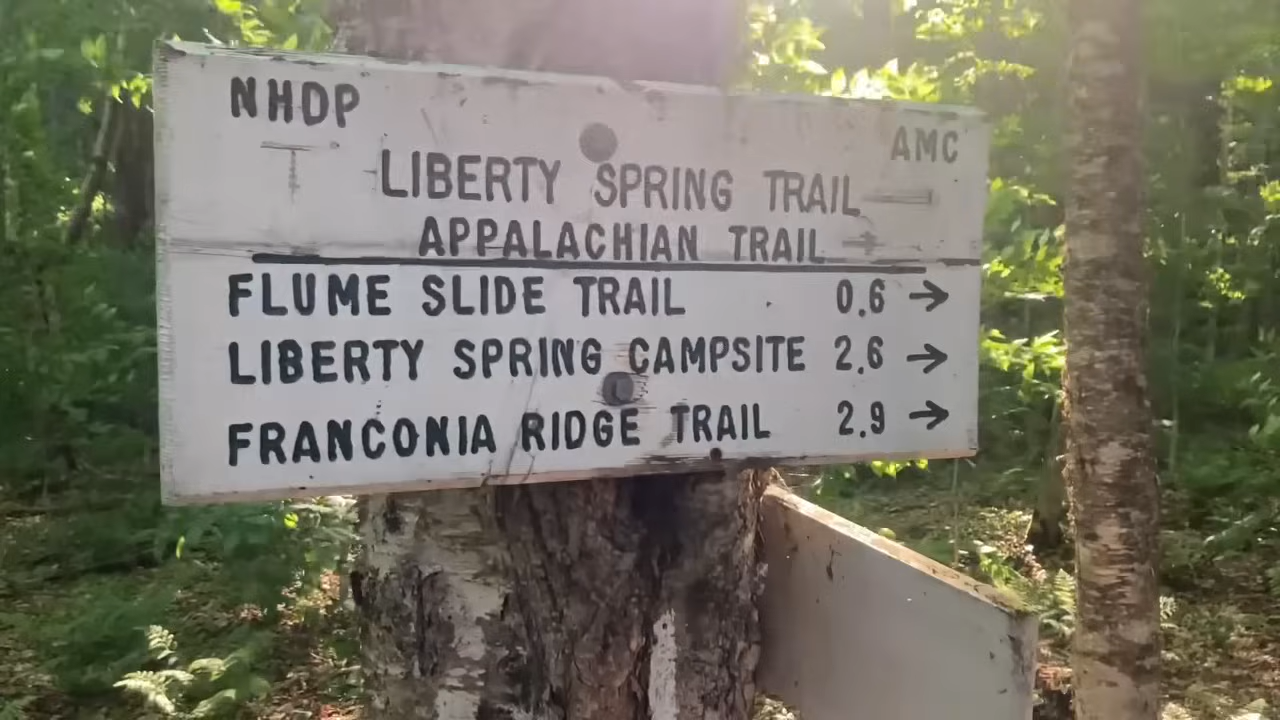 NHDP
AMC
LIBERTY SPRING TRAIL
APPALACHIAN TRAIL
FLUME SLIDE TRAIL 0.6 →
LIBERTY SPRING CAMPSITE 2.6 →
FRANCONIA RIDGE TRAIL 2.9 →